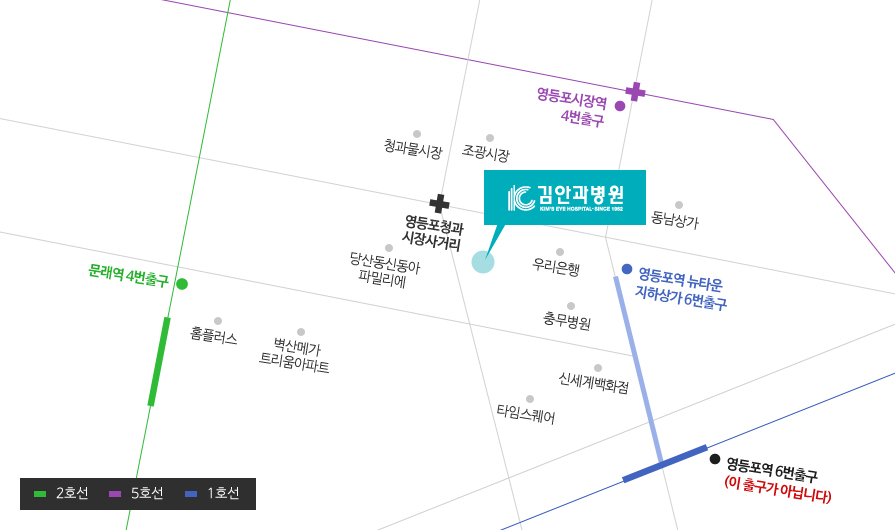 영등포시장역
4번출구
청과물시장
조광시장
김안과병원
KIM'S EYE HOSPITAL·SINCE 1962
동남상가
영등포청과
시장사거리
당산동신동아
파밀리에
우리은행
문래역 4번출구
영등포역 뉴타운
지하상가 6번출구
홈플러스
벽산메가
트리움아파트
충무병원
신세계백화점
타임스퀘어
영등포역 6번출구
(이 출구가 아닙니다)
2호선
5호선
1호선